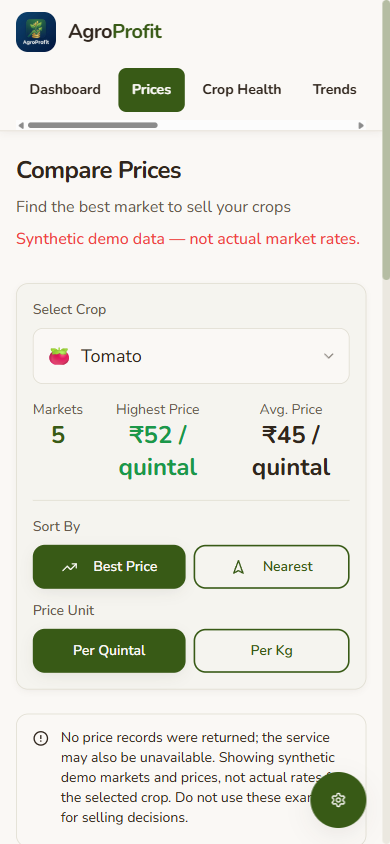 AgroProfit
AgroProfit
Dashboard Prices Crop Health Trends
Compare Prices
Find the best market to sell your crops
Synthetic demo data — not actual market rates.
Select Crop
Tomato
Markets Highest Price Avg. Price
5 ₹52 / quintal ₹45 / quintal
Sort By
Best Price Nearest
Price Unit
Per Quintal Per Kg
No price records were returned; the service
may also be unavailable. Showing synthetic
demo markets and prices, not actual rates
the selected crop. Do not use these
for selling decisions.